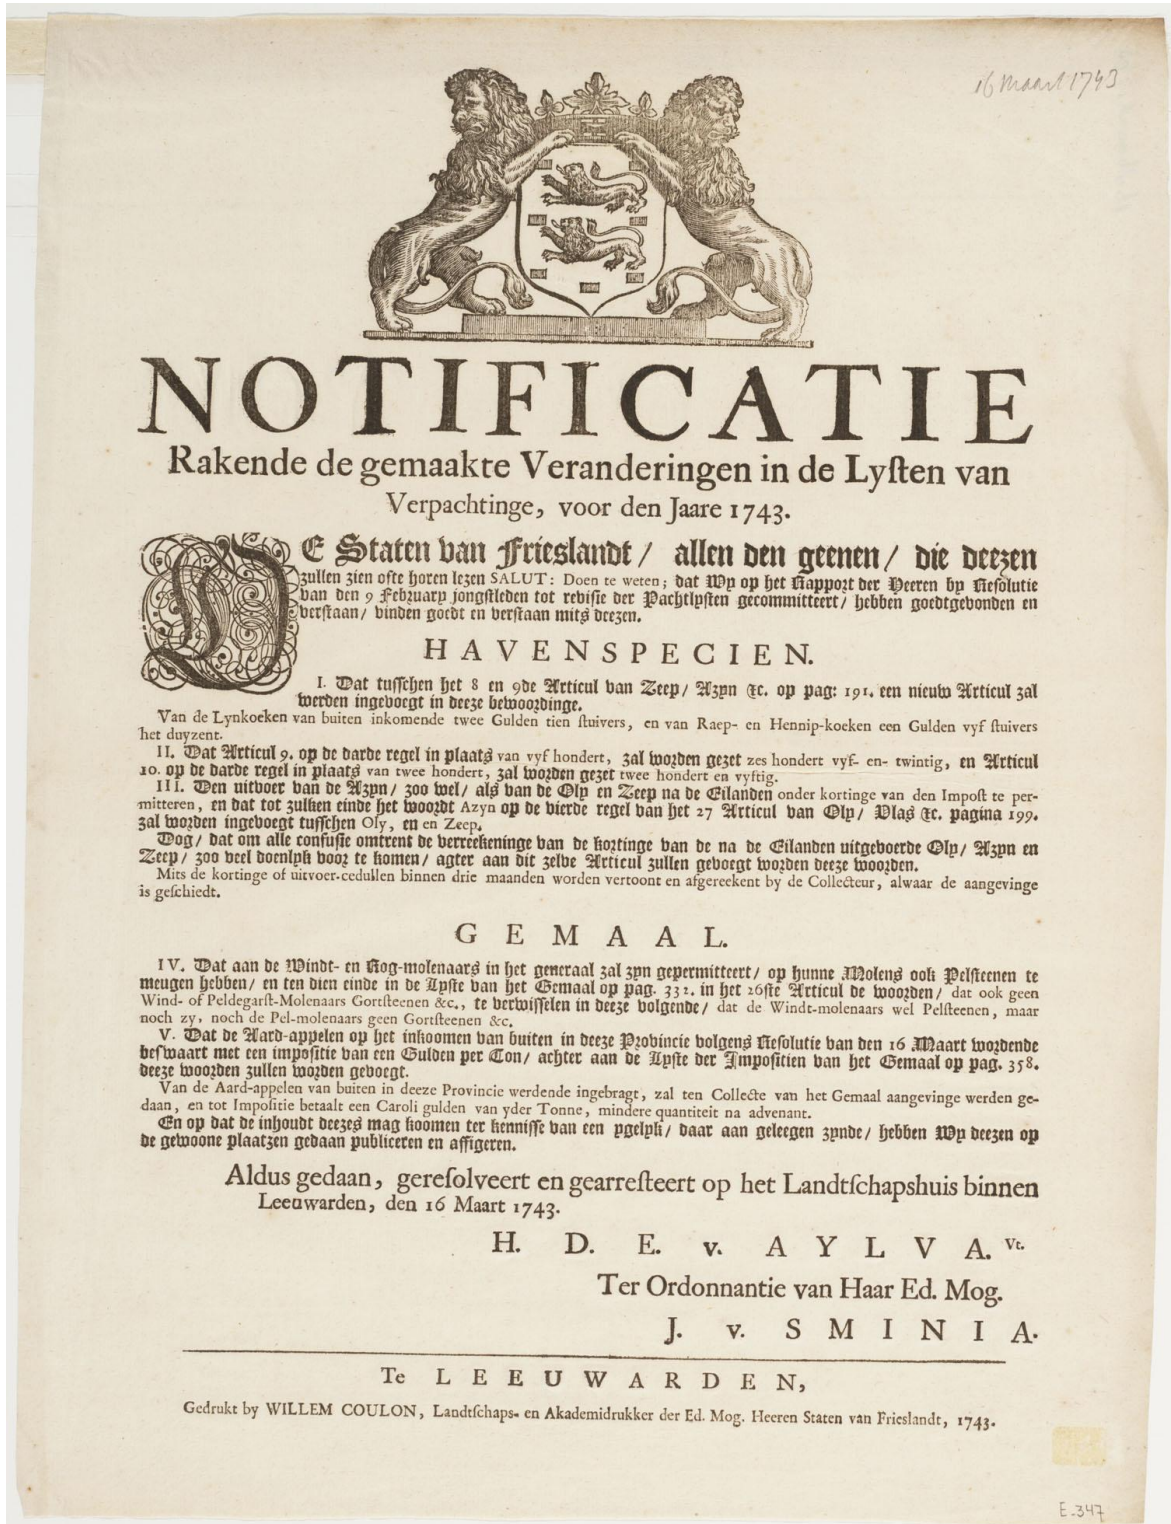 16 Maart 1743
NOTIFICATIE
Rakende de gemaakte Veranderingen in de Lyſten van
Verpachtinge, voor den Jaare 1743.
DE Staten van Frieslandt / allen den geenen / die deezen
zullen zien ofte horen lezen SALUT: Doen te weten; dat Wy op het Rapport der Heeren by Reſolutie
van den 9 February jongſtleden tot reviſie der Pachtlyſten gecommitteert / hebben goedtgevonden en
verſtaan / vinden goedt en verſtaan mits deezen.
HAVENSPECIEN.
I. Dat tuſſchen het 8 en 9de Articul van Zeep / Azyn &c. op pag: 191. een nieuw Articul zal
werden ingevoegt in deeze bewoordinge.
Van de Lynkoeken van buiten inkomende twee Gulden tien ſtuivers, en van Raep- en Hennip-koeken een Gulden vyf ſtuivers
het duyzent.
II. Dat Articul 9. op de darde regel in plaats van vyf hondert, zal worden gezet zes hondert vyf- en- twintig, en Articul
10. op de darde regel in plaats van twee hondert, zal worden gezet twee hondert en vyftig.
III. Den uitvoer van de Azyn / zoo wel / als van de Oly en Zeep na de Eilanden onder kortinge van den Impoſt te per-
mitteren, en dat tot zulken einde het woordt Azyn op de vierde regel van het 27 Articul van Oly / Vlas &c. pagina 199.
zal worden ingevoegt tuſſchen Oly, en en Zeep.
Dog / dat om alle confuſie omtrent de verreekeninge van de kortinge van de na de Eilanden uitgevoerde Oly / Azyn en
Zeep / zoo veel doenlyk voor te komen / agter aan dit zelve Articul zullen gevoegt worden deeze woorden.
Mits de kortinge of uitvoer-cedullen binnen drie maanden worden vertoont en afgereekent by de Collecteur, alwaar de aangevinge
is geſchiedt.
GEMAAL.
IV. Dat aan de Windt- en Rog-molenaars in het generaal zal zyn gepermitteert / op hunne Molens ook Pelſteenen te
meugen hebben / en ten dien einde in de Lyſte van het Gemaal op pag. 332. in het 26ſte Articul de woorden / dat ook geen
Wind- of Peldegarſt-Molenaars Gortſteenen &c., te verwiſſelen in deeze volgende / dat de Windt-molenaars wel Pelſteenen, maar
noch zy, noch de Pel-molenaars geen Gortſteenen &c.
V. Dat de Aard-appelen op het inkoomen van buiten in deeze Provincie volgens Reſolutie van den 16 Maart wordende
beſwaart met een impoſitie van een Gulden per Ton / achter aan de Lyſte der Impoſitien van het Gemaal op pag. 358.
deeze woorden zullen worden gevoegt.
Van de Aard-appelen van buiten in deeze Provincie werdende ingebragt, zal ten Collecte van het Gemaal aangevinge werden ge-
daan, en tot Impoſitie betaalt een Caroli gulden van yder Tonne, mindere quantiteit na advenant.
En op dat de inhoudt deezes mag koomen ter kenniſſe van een ygelyk / daar aan geleegen zynde / hebben Wy deezen op
de gewoone plaatzen gedaan publiceren en affigeren.
Aldus gedaan, gereſolveert en gearreſteert op het Landtſchapshuis binnen
Leeuwarden, den 16 Maart 1743.
H. D. E. v. AYLVA. Vt.
Ter Ordonnantie van Haar Ed. Mog.
J. v. SMINIA.
Te LEEUWARDEN,
Gedrukt by WILLEM COULON, Landtſchaps- en Akademidrukker der Ed. Mog. Heeren Staten van Frieslandt, 1743.
E-347